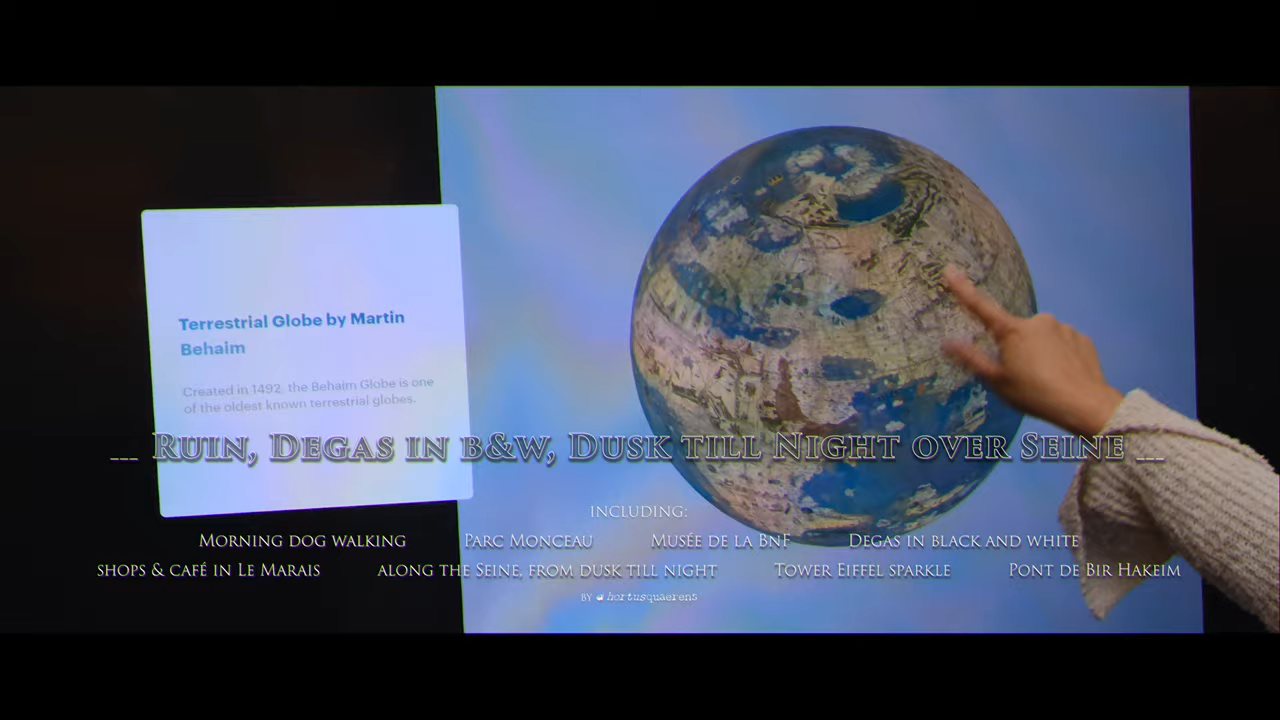 Terrestrial Globe by Martin
Behaim
Created in 1492, the Behaim Globe is one
of the oldest known terrestrial globes.
... Ruin, Degas in b&w, Dusk till Night over Seine ...
including:
Morning dog walking Parc Monceau Musée de la BnF Degas in black and white
shops & café in Le Marais along the Seine, from dusk till night Tower Eiffel sparkle Pont de Bir Hakeim
by hortusquaerens